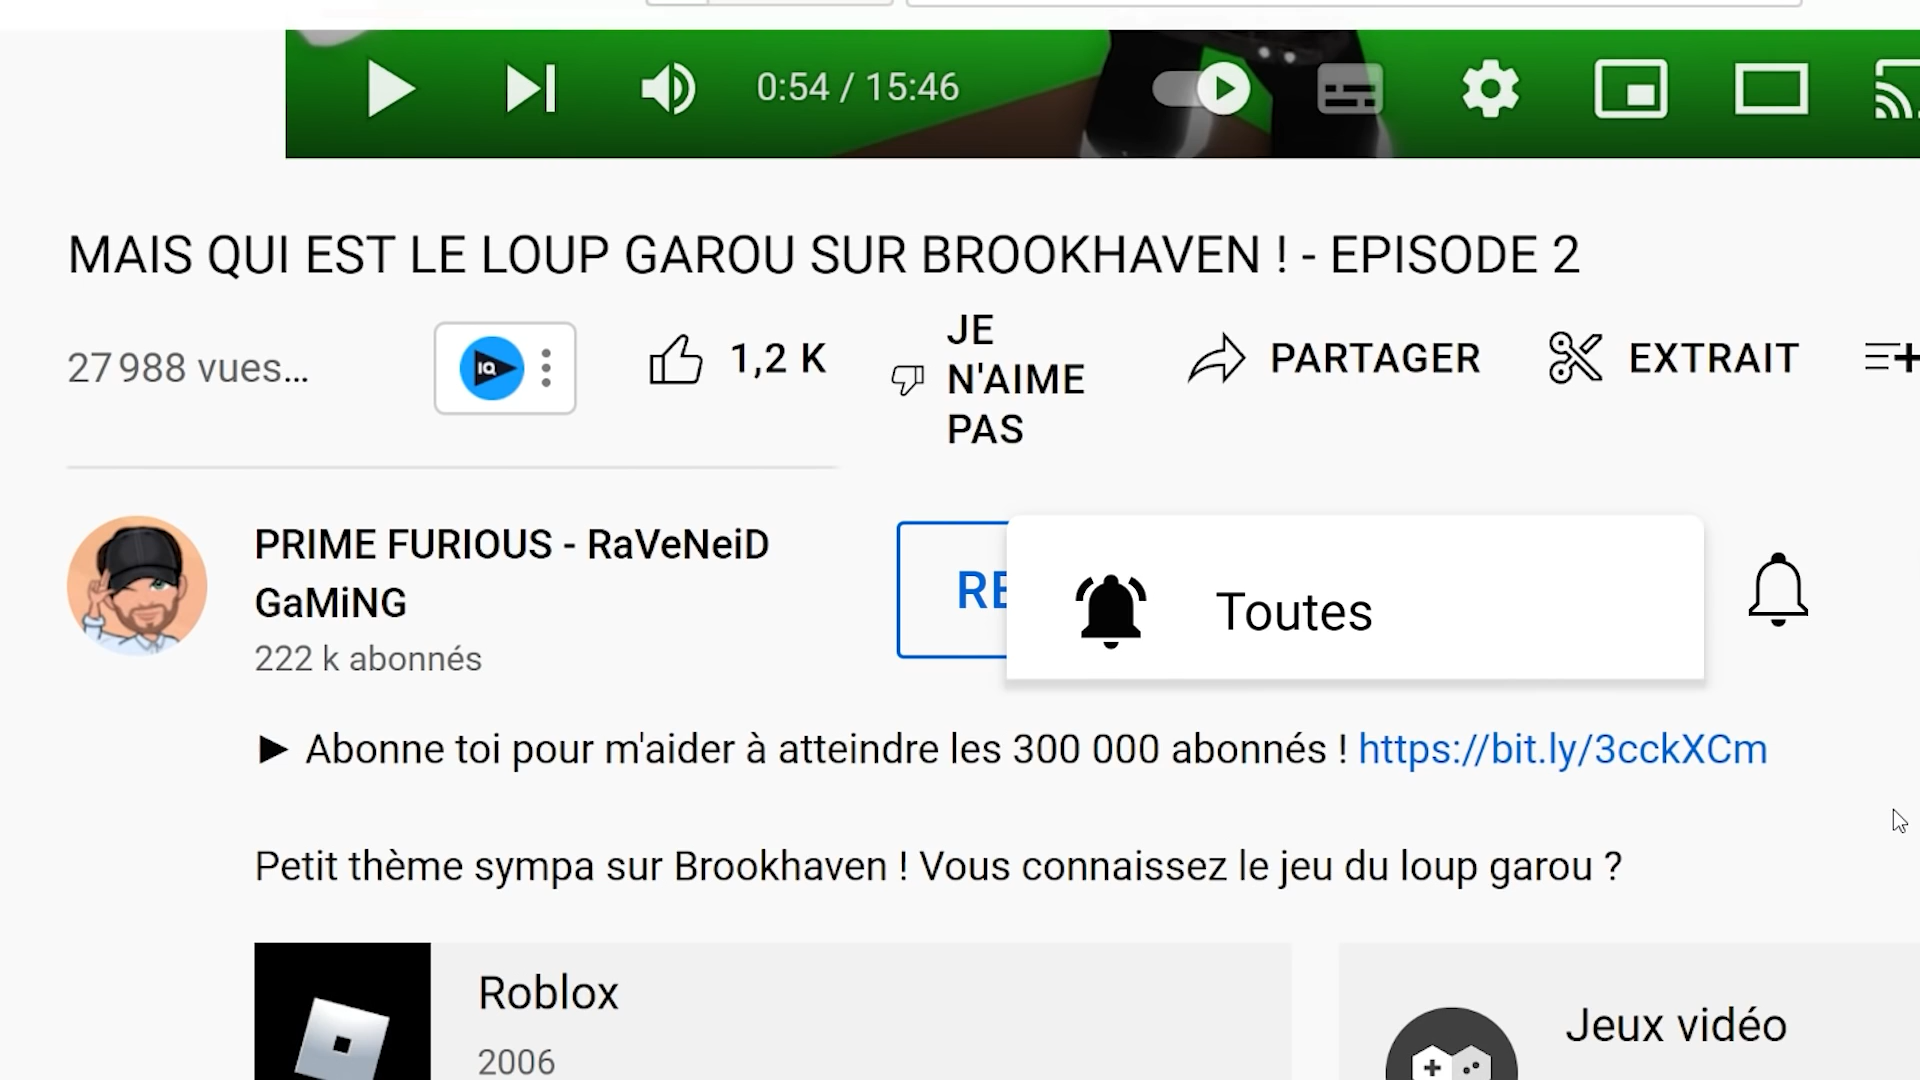 0:54 / 15:46
MAIS QUI EST LE LOUP GAROU SUR BROOKHAVEN ! - EPISODE 2
27 988 vues...
IQ
1,2 K
JE
N'AIME
PAS
PARTAGER
EXTRAIT
PRIME FURIOUS - RaVeNeiD
GaMiNG
222 k abonnés
RE
Toutes
► Abonne toi pour m'aider à atteindre les 300 000 abonnés ! https://bit.ly/3cckXCm
Petit thème sympa sur Brookhaven ! Vous connaissez le jeu du loup garou ?
Roblox
2006
Jeux vidéo